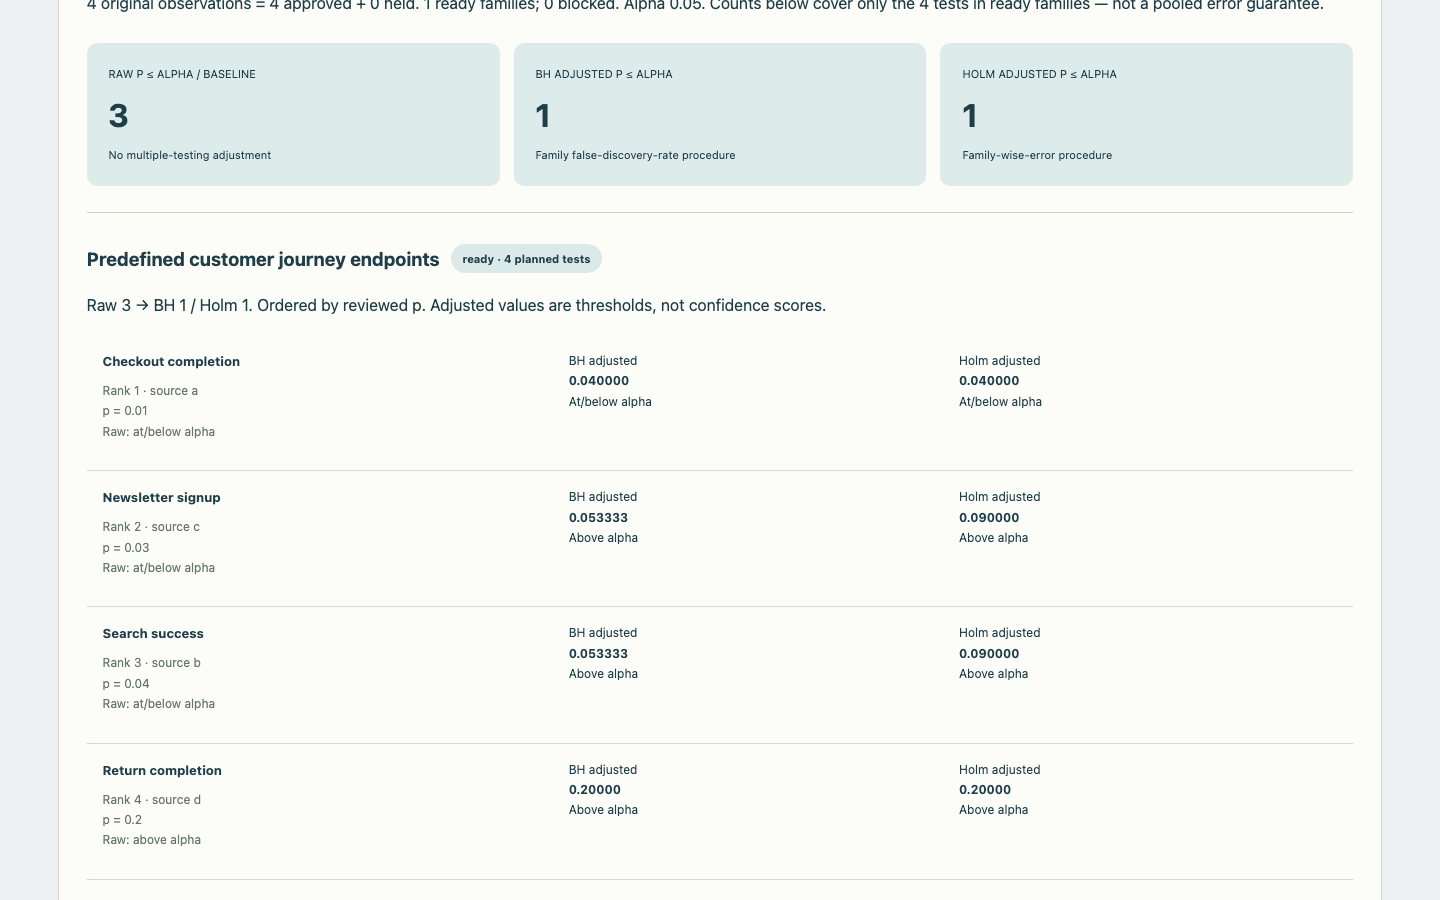 4 original observations = 4 approved + 0 held. 1 ready families; 0 blocked. Alpha 0.05. Counts below cover only the 4 tests in ready families — not a pooled error guarantee.
RAW P ≤ ALPHA / BASELINE
3
No multiple-testing adjustment
BH ADJUSTED P ≤ ALPHA
1
Family false-discovery-rate procedure
HOLM ADJUSTED P ≤ ALPHA
1
Family-wise-error procedure
Predefined customer journey endpoints
ready · 4 planned tests
Raw 3 → BH 1 / Holm 1. Ordered by reviewed p. Adjusted values are thresholds, not confidence scores.
Checkout completion
Rank 1 · source a
p = 0.01
Raw: at/below alpha
BH adjusted
0.040000
At/below alpha
Holm adjusted
0.040000
At/below alpha
Newsletter signup
Rank 2 · source c
p = 0.03
Raw: at/below alpha
BH adjusted
0.053333
Above alpha
Holm adjusted
0.090000
Above alpha
Search success
Rank 3 · source b
p = 0.04
Raw: at/below alpha
BH adjusted
0.053333
Above alpha
Holm adjusted
0.090000
Above alpha
Return completion
Rank 4 · source d
p = 0.2
Raw: above alpha
BH adjusted
0.20000
Above alpha
Holm adjusted
0.20000
Above alpha